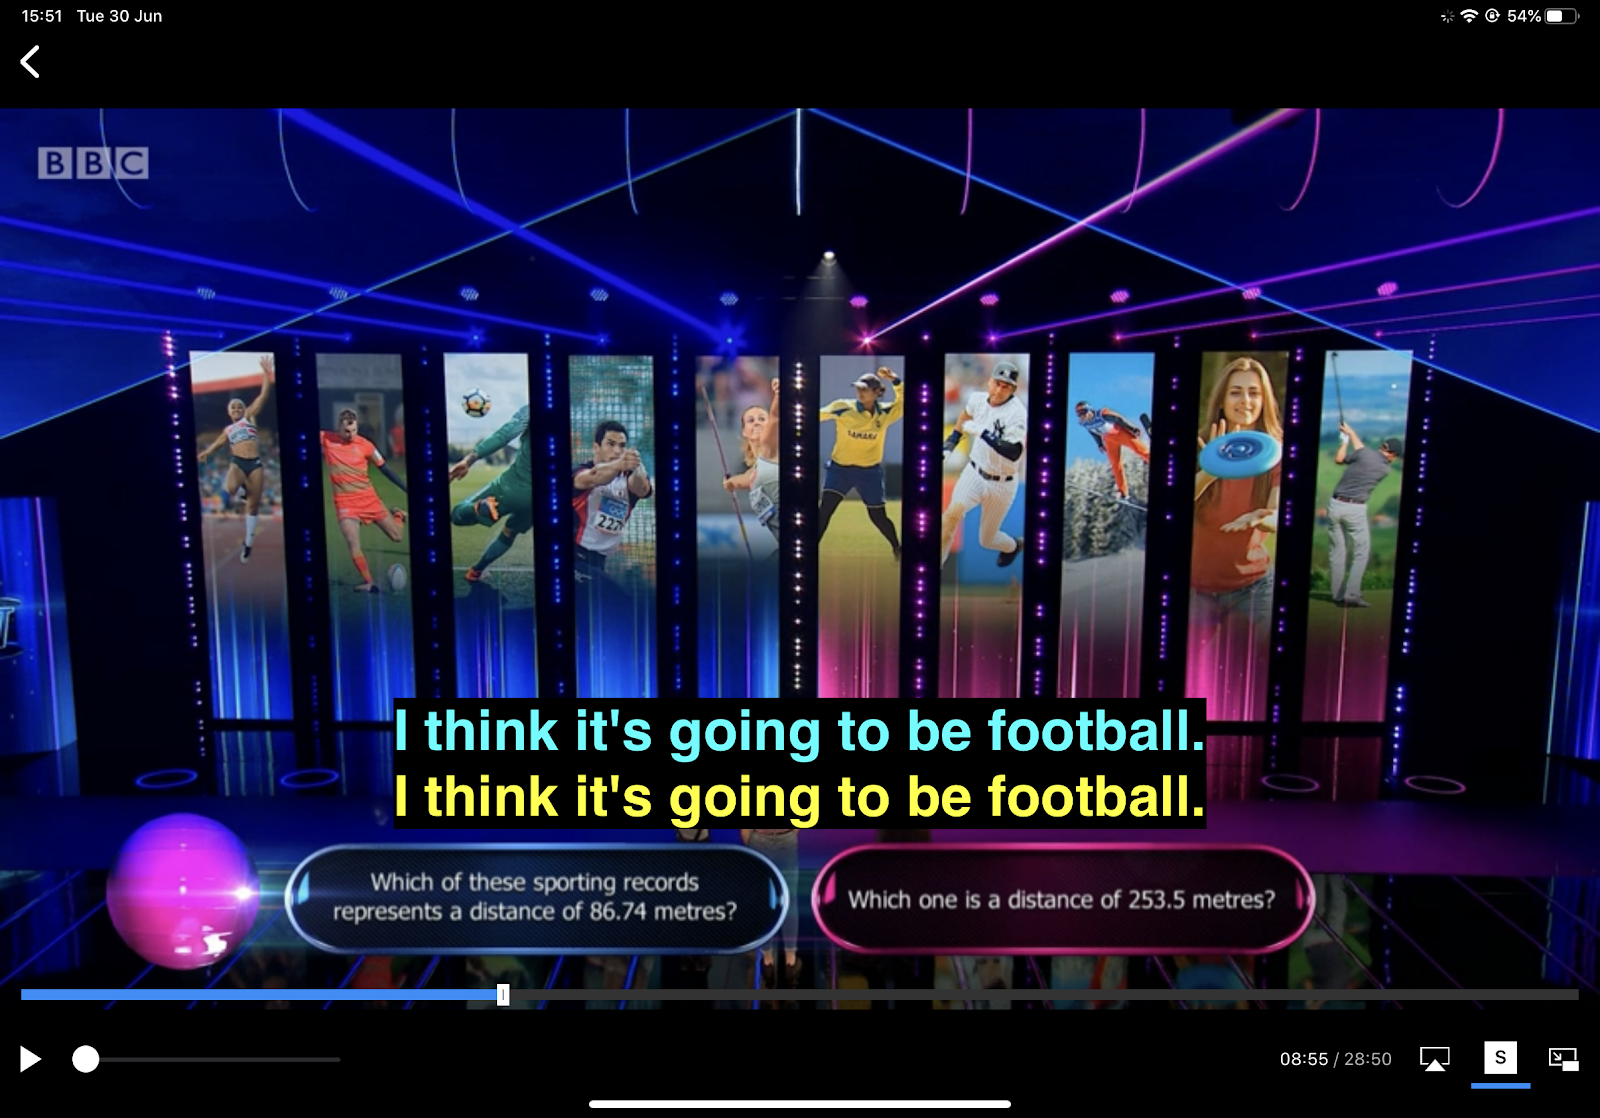 15:51 Tue 30 Jun
54%
BBC
YAMAHA
227
I think it's going to be football.
I think it's going to be football.
Which of these sporting records
represents a distance of 86.74 metres?
Which one is a distance of 253.5 metres?
08:55 / 28:50
S